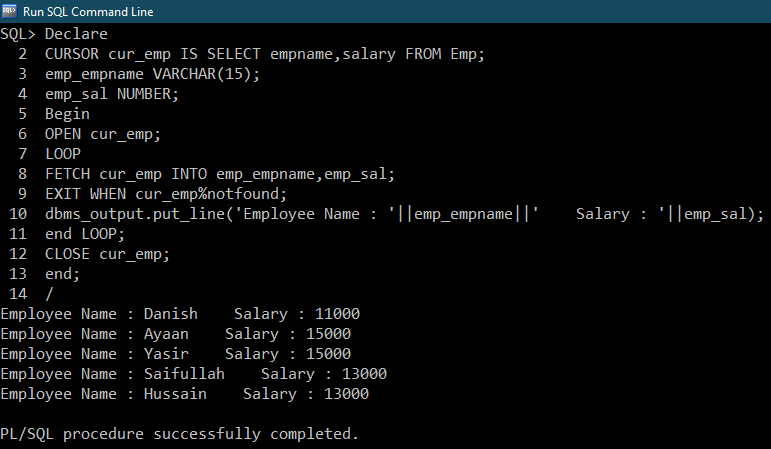 SQL> Run SQL Command Line
SQL> Declare
  2  CURSOR cur_emp IS SELECT empname,salary FROM Emp;
  3  emp_empname VARCHAR(15);
  4  emp_sal NUMBER;
  5  Begin
  6  OPEN cur_emp;
  7  LOOP
  8  FETCH cur_emp INTO emp_empname,emp_sal;
  9  EXIT WHEN cur_emp%notfound;
 10  dbms_output.put_line('Employee Name : '||emp_empname||'    Salary : '||emp_sal);
 11  end LOOP;
 12  CLOSE cur_emp;
 13  end;
 14  /
Employee Name : Danish    Salary : 11000
Employee Name : Ayaan    Salary : 15000
Employee Name : Yasir    Salary : 15000
Employee Name : Saifullah    Salary : 13000
Employee Name : Hussain    Salary : 13000

PL/SQL procedure successfully completed.